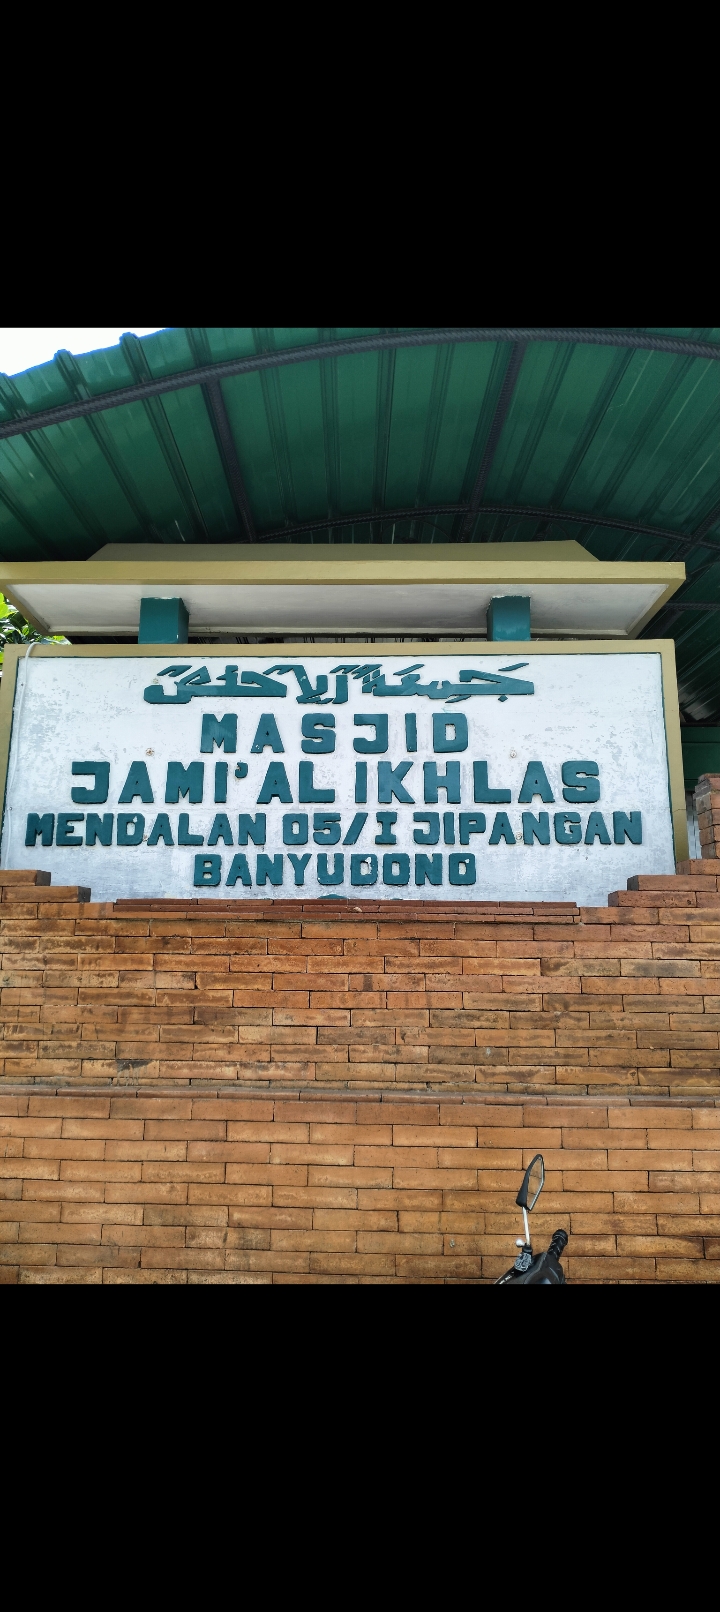 MASJID
JAMI'AL IKHLAS
MENDALAN 05/I JIPANGAN
BANYUDONO